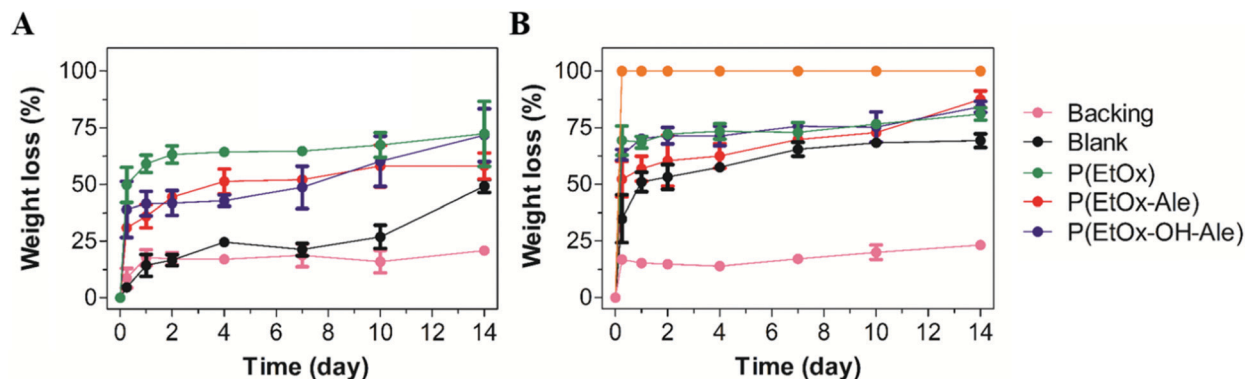 A
Weight loss (%)
100
75
50
25
0
0 2 4 6 8 10 12 14
Time (day)
B
Weight loss (%)
100
75
50
25
0
0 2 4 6 8 10 12 14
Time (day)
Backing
Blank
P(EtOx)
P(EtOx-Ale)
P(EtOx-OH-Ale)